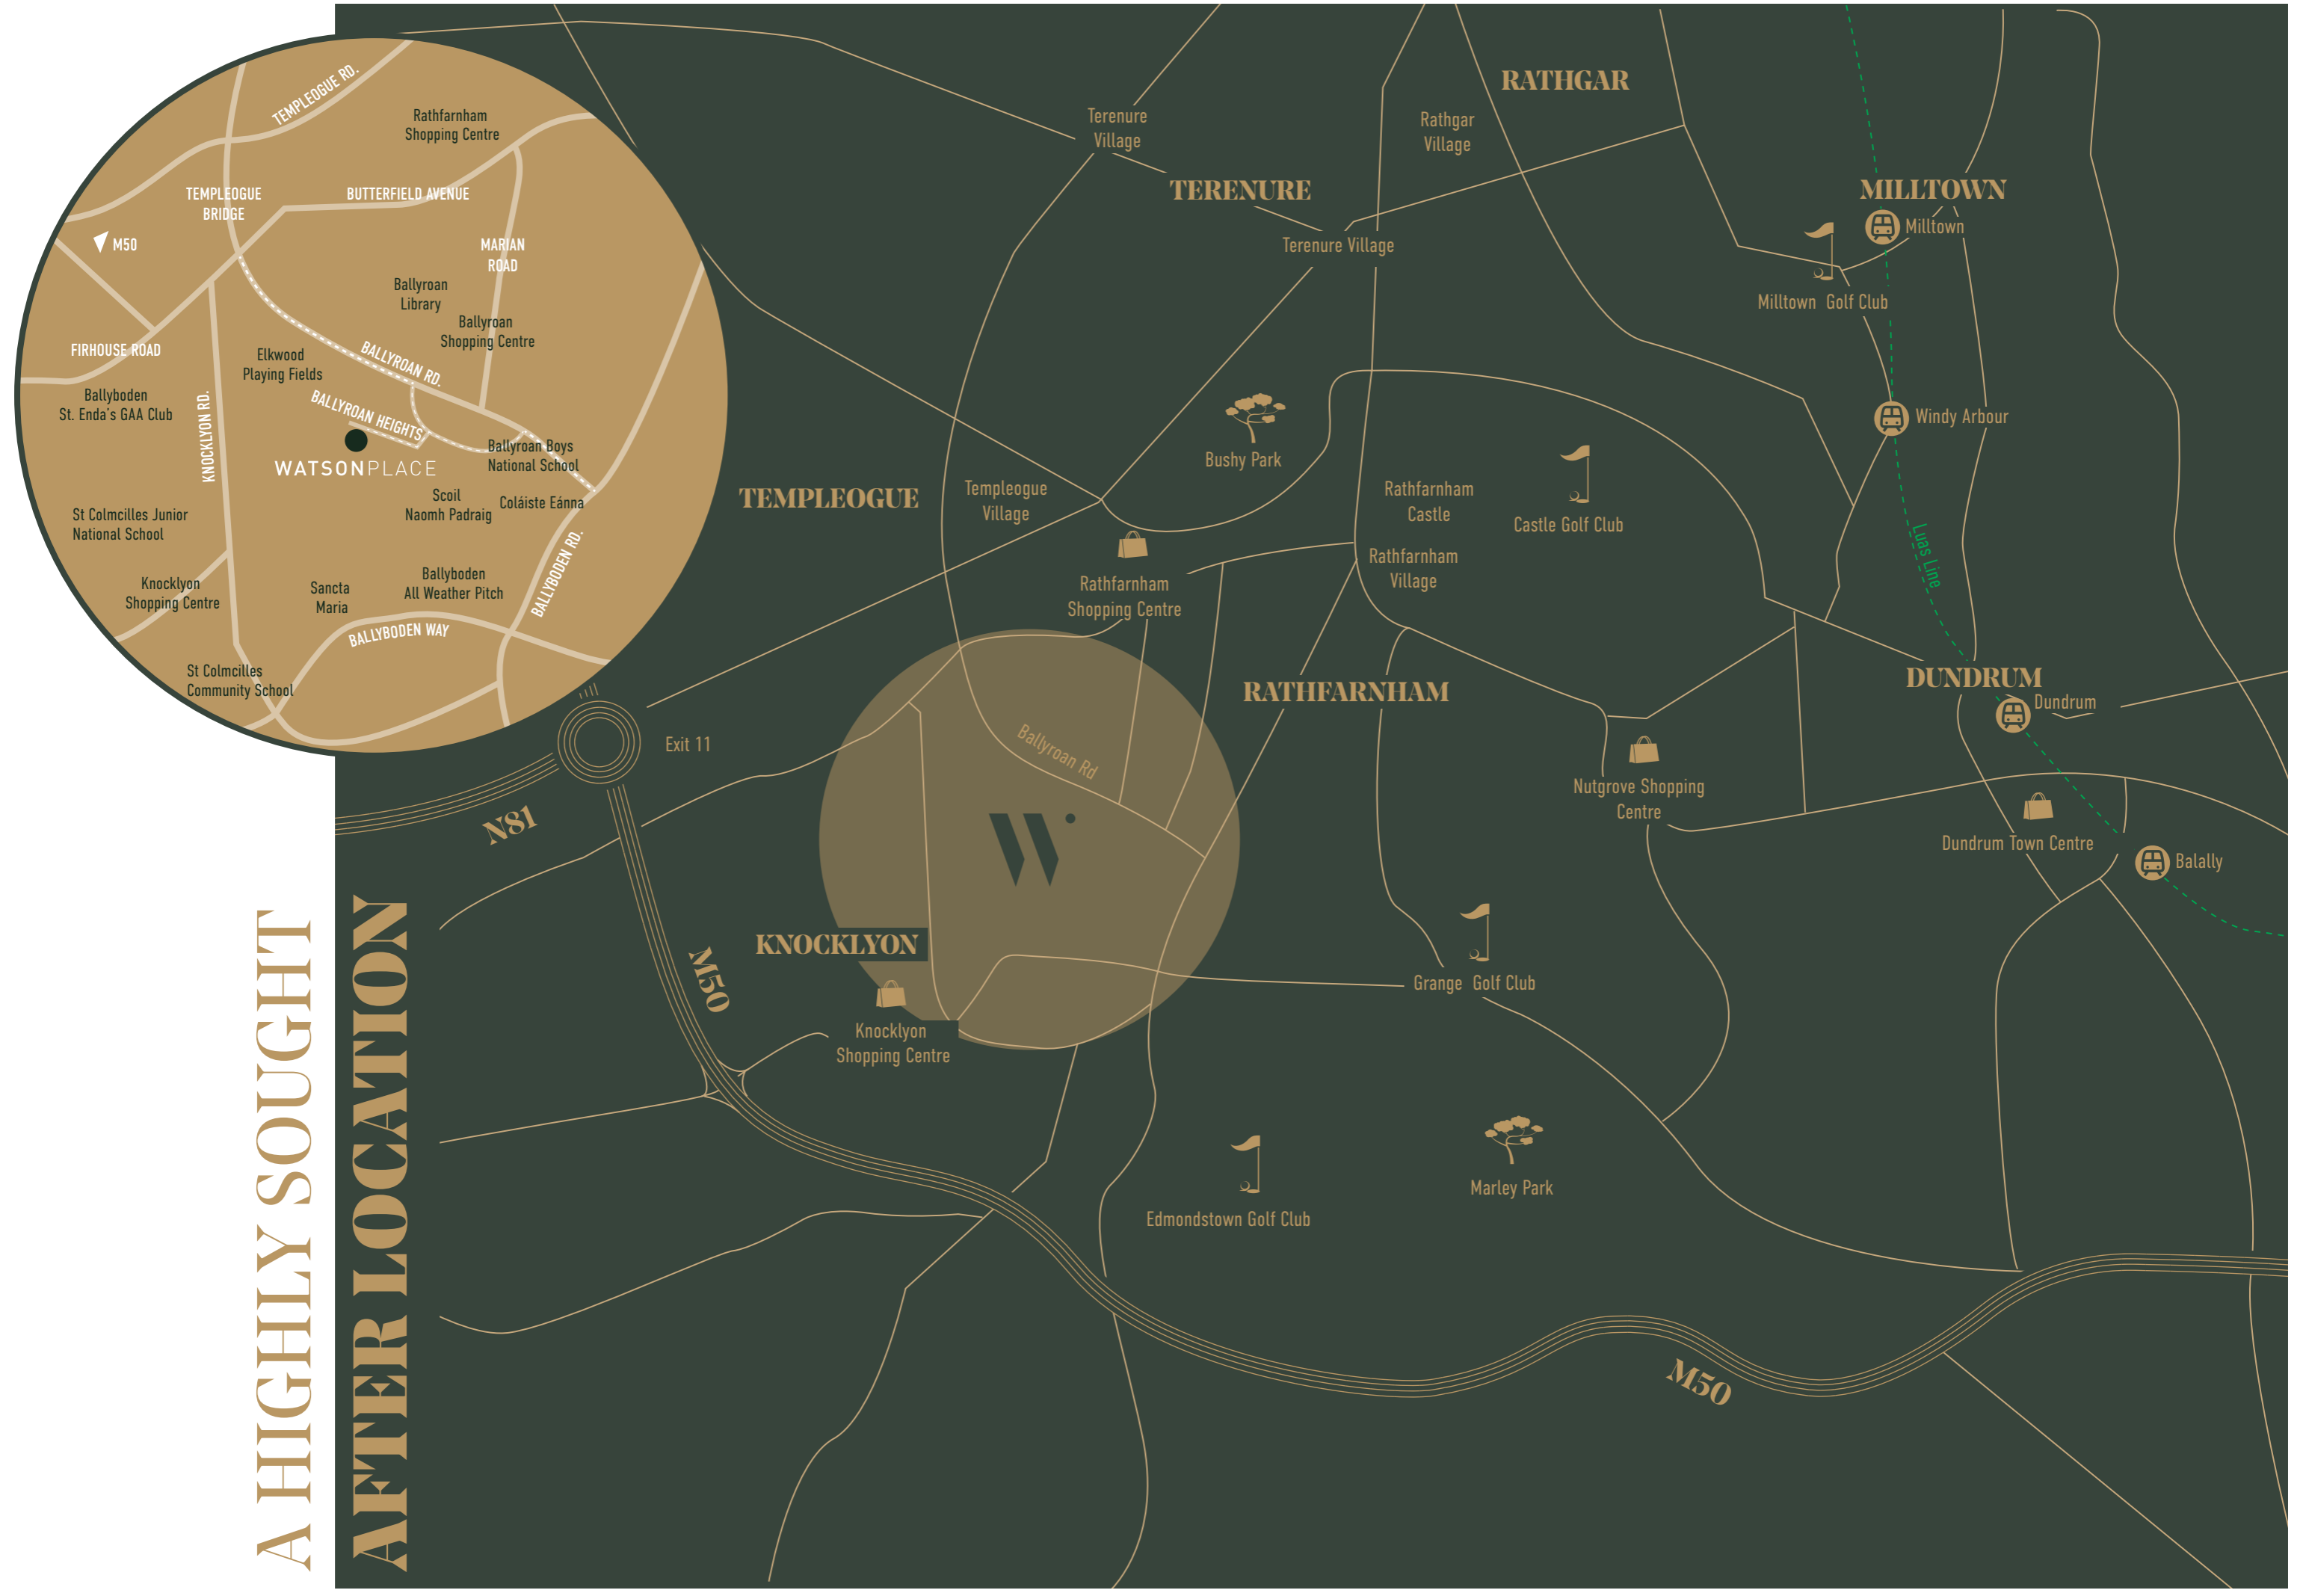 A HIGHLY SOUGHT
AFTER LOCATION
TEMPLEOGUE RD.
Rathfarnham
Shopping Centre
TEMPLEOGUE
BRIDGE
BUTTERFIELD AVENUE
M50
MARIAN
ROAD
Ballyroan
Library
Ballyroan
Shopping Centre
FIRHOUSE ROAD
Elkwood
Playing Fields
BALLYROAN RD.
Ballyboden
St. Enda's GAA Club
KNOCKLYON RD.
BALLYROAN HEIGHTS
WATSONPLACE
Ballyroan Boys
National School
Scoil
Naomh Padraig
Coláiste Eánna
St Colmcilles Junior
National School
BALLYBODEN RD.
Knocklyon
Shopping Centre
Sancta
Maria
Ballyboden
All Weather Pitch
BALLYBODEN WAY
St Colmcilles
Community School
RATHGAR
Terenure
Village
Rathgar
Village
TERENURE
MILLTOWN
Milltown
Terenure Village
Milltown Golf Club
Windy Arbour
Bushy Park
TEMPLEOGUE
Templeogue
Village
Rathfarnham
Castle
Castle Golf Club
Luas Line
Rathfarnham
Village
Rathfarnham
Shopping Centre
RATHFARNHAM
DUNDRUM
Dundrum
Exit 11
Ballyroan Rd
Nutgrove Shopping
Centre
N81
W
Dundrum Town Centre
Balally
KNOCKLYON
M50
Grange Golf Club
Knocklyon
Shopping Centre
Marley Park
Edmondstown Golf Club
M50